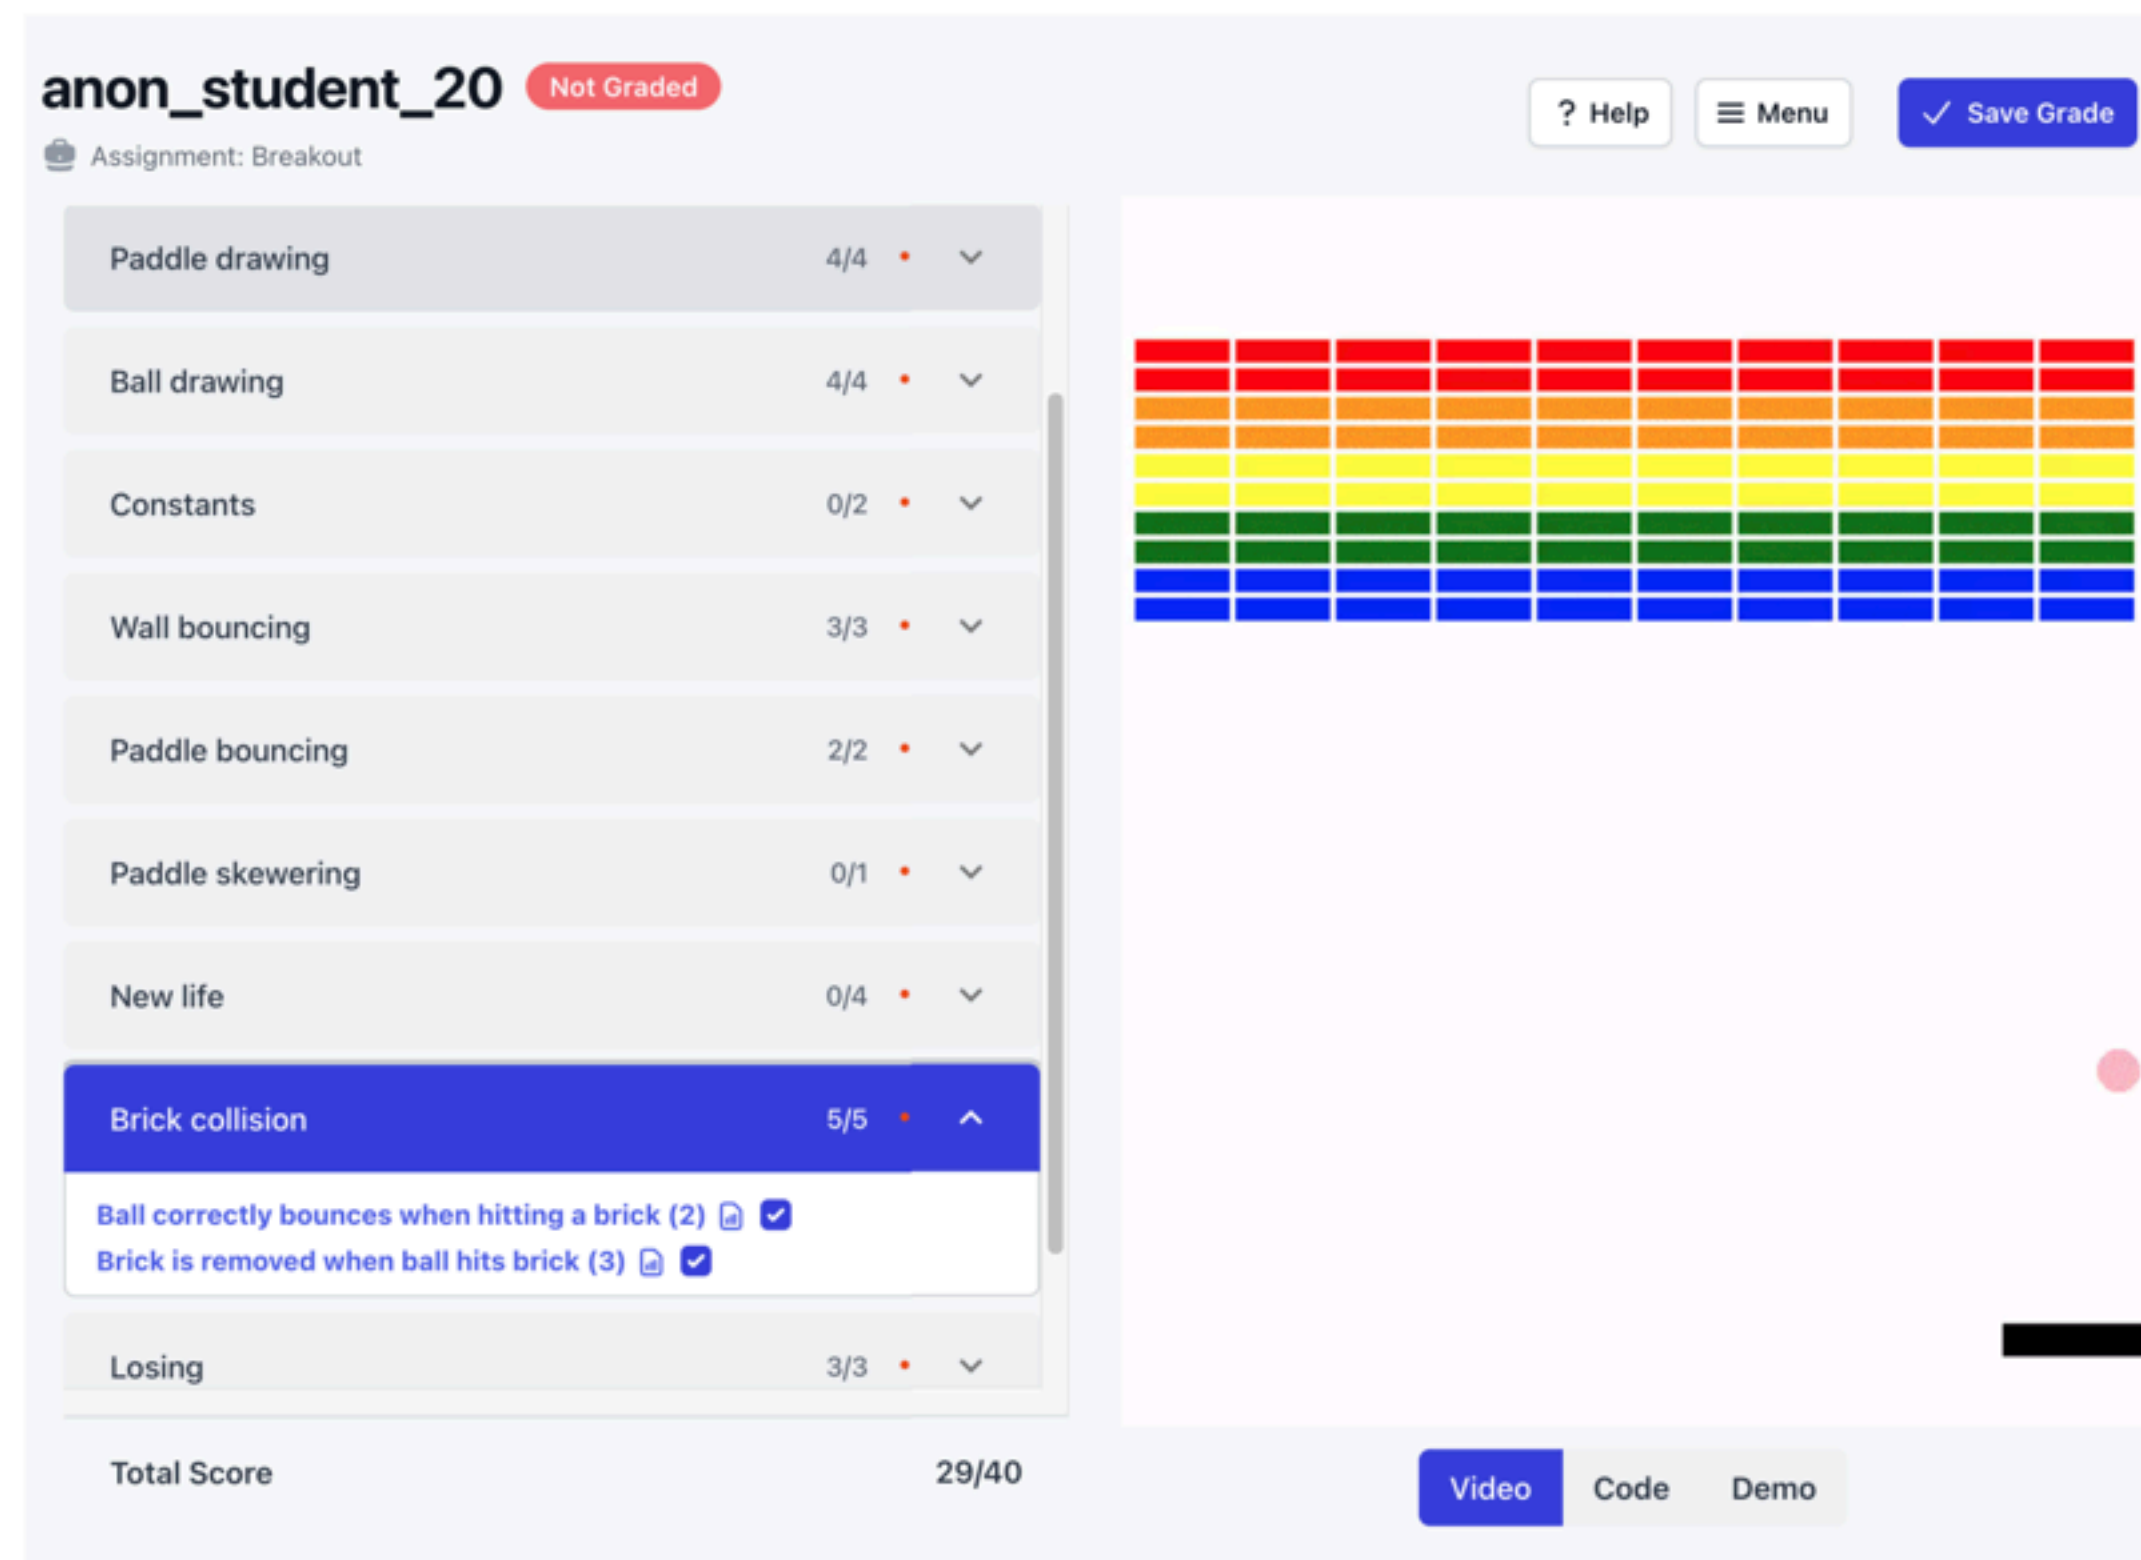 anon_student_20 Not Graded
? Help
Menu
Save Grade
Assignment: Breakout
Paddle drawing 4/4
Ball drawing 4/4
Constants 0/2
Wall bouncing 3/3
Paddle bouncing 2/2
Paddle skewering 0/1
New life 0/4
Brick collision 5/5
Ball correctly bounces when hitting a brick (2)
Brick is removed when ball hits brick (3)
Losing 3/3
Total Score 29/40
Video Code Demo